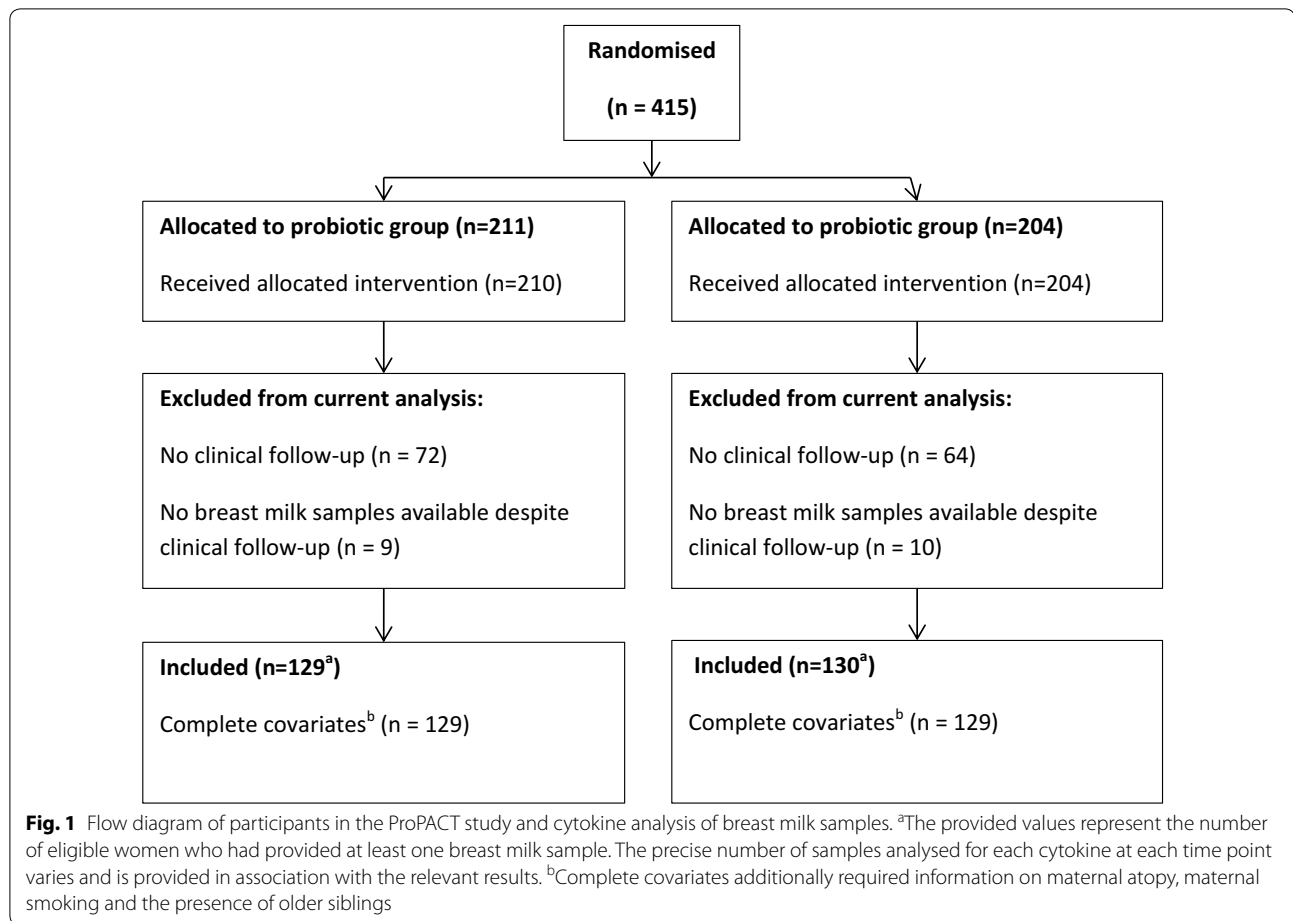 Randomised
(n = 415)
Allocated to probiotic group (n=211)
Received allocated intervention (n=210)
Allocated to probiotic group (n=204)
Received allocated intervention (n=204)
Excluded from current analysis:
No clinical follow-up (n = 72)
No breast milk samples available despite
clinical follow-up (n = 9)
Excluded from current analysis:
No clinical follow-up (n = 64)
No breast milk samples available despite
clinical follow-up (n = 10)
Included (n=129ᵃ)
Complete covariatesᵇ (n = 129)
Included (n=130ᵃ)
Complete covariatesᵇ (n = 129)
Fig. 1 Flow diagram of participants in the ProPACT study and cytokine analysis of breast milk samples. ᵃThe provided values represent the number
of eligible women who had provided at least one breast milk sample. The precise number of samples analysed for each cytokine at each time point
varies and is provided in association with the relevant results. ᵇComplete covariates additionally required information on maternal atopy, maternal
smoking and the presence of older siblings